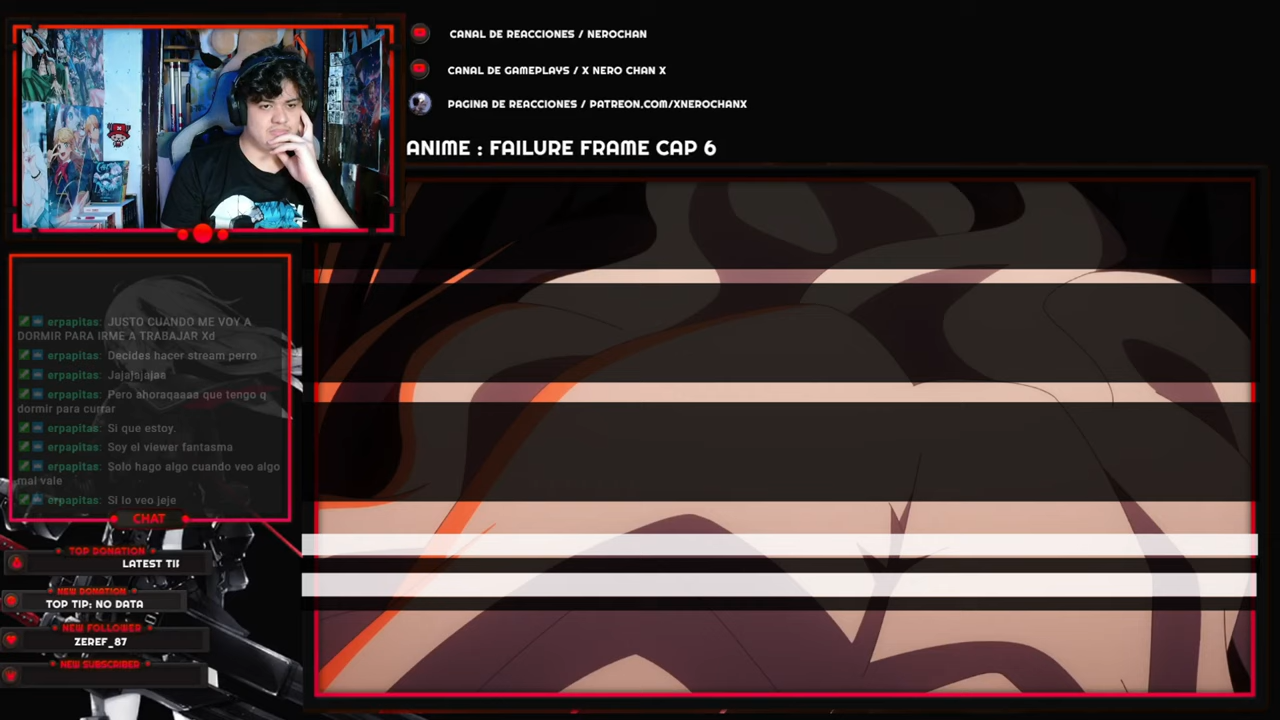 CANAL DE REACCIONES / NEROCHAN
CANAL DE GAMEPLAYS / X NERO CHAN X
PAGINA DE REACCIONES / PATREON.COM/XNEROCHANX
ANIME : FAILURE FRAME CAP 6
erpapitas: JUSTO CUANDO ME VOY A
DORMIR PARA IRME A TRABAJAR Xd
erpapitas: Decides hacer stream perro
erpapitas: Jajajajajaa
erpapitas: Pero ahoraqaaaa que tengo q
dormir para currar
erpapitas: Si que estoy.
erpapitas: Soy el viewer fantasma
erpapitas: Solo hago algo cuando veo algo
mal vale
erpapitas: SI lo veo jeje
CHAT
TOP DONATION
LATEST TIP
NEW DONATION
TOP TIP: NO DATA
NEW FOLLOWER
ZEREF_87
NEW SUBSCRIBER